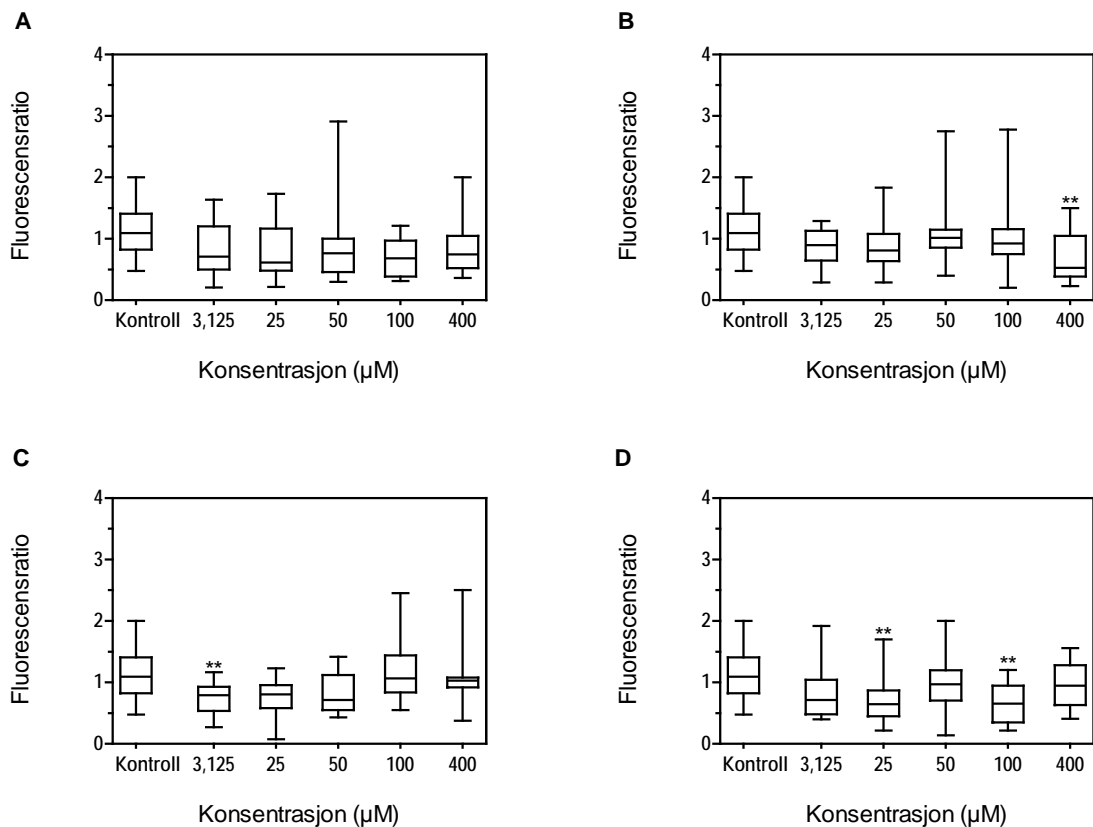 A
Fluorescensratio
4
3
2
1
0
Kontroll 3,125 25 50 100 400
Konsentrasjon (µM)
B
Fluorescensratio
4
3
2
1
0
**
Kontroll 3,125 25 50 100 400
Konsentrasjon (µM)
C
Fluorescensratio
4
3
2
1
0
**
Kontroll 3,125 25 50 100 400
Konsentrasjon (µM)
D
Fluorescensratio
4
3
2
1
0
** **
Kontroll 3,125 25 50 100 400
Konsentrasjon (µM)